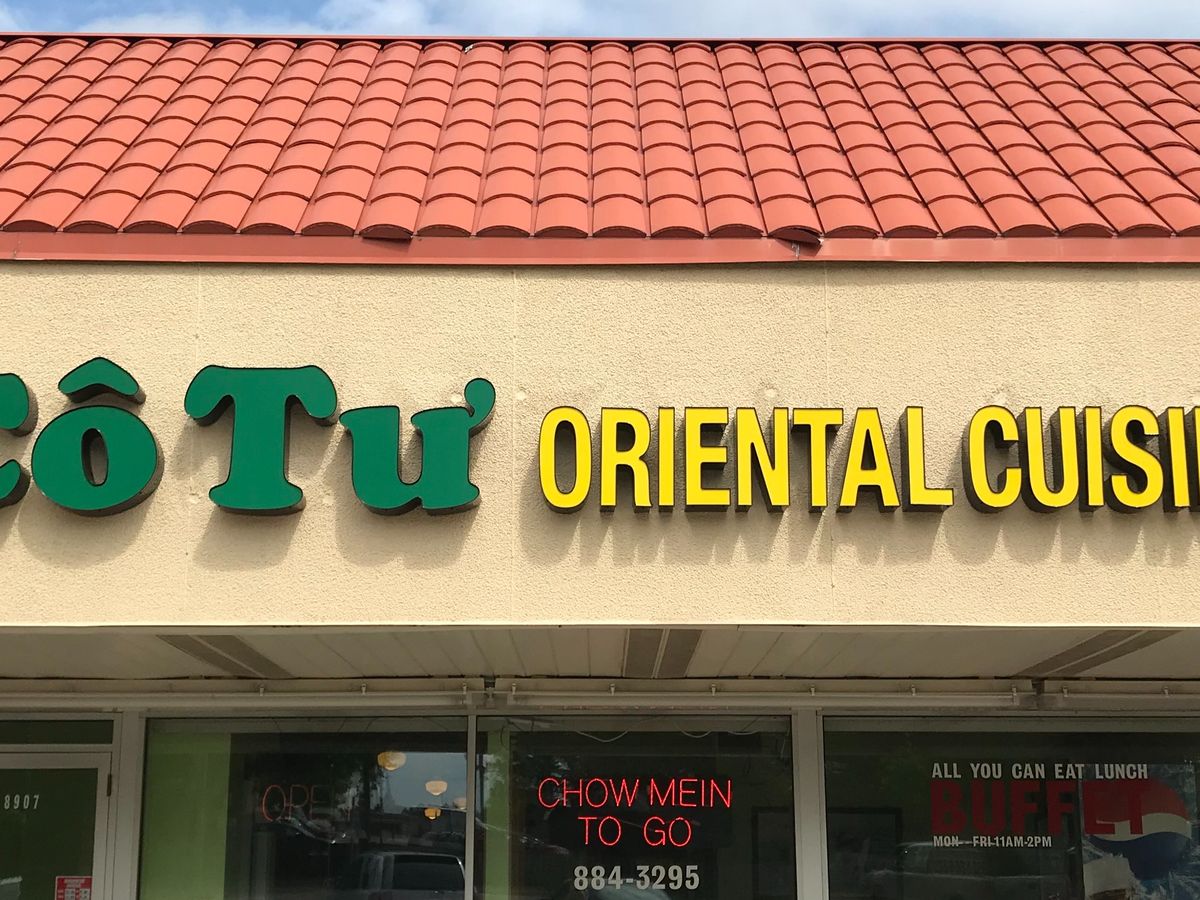 Cô Tư ORIENTAL CUISI
8907
OPEN
CHOW MEIN
TO GO
884-3295
ALL YOU CAN EAT LUNCH
BUFFET
MON - FRI 11AM-2PM